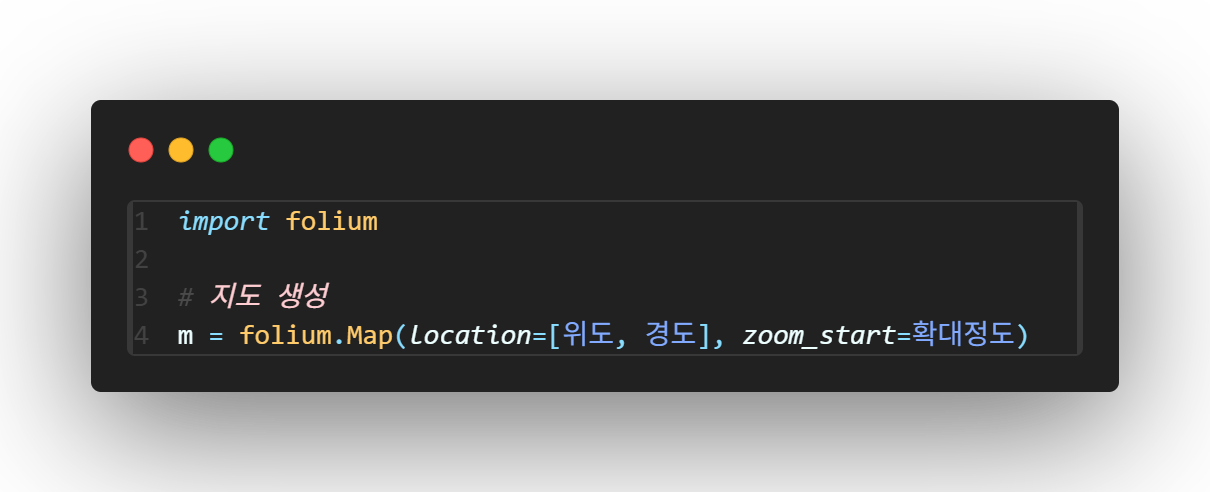 1 import folium
2
3 # 지도 생성
4 m = folium.Map(location=[위도, 경도], zoom_start=확대정도)